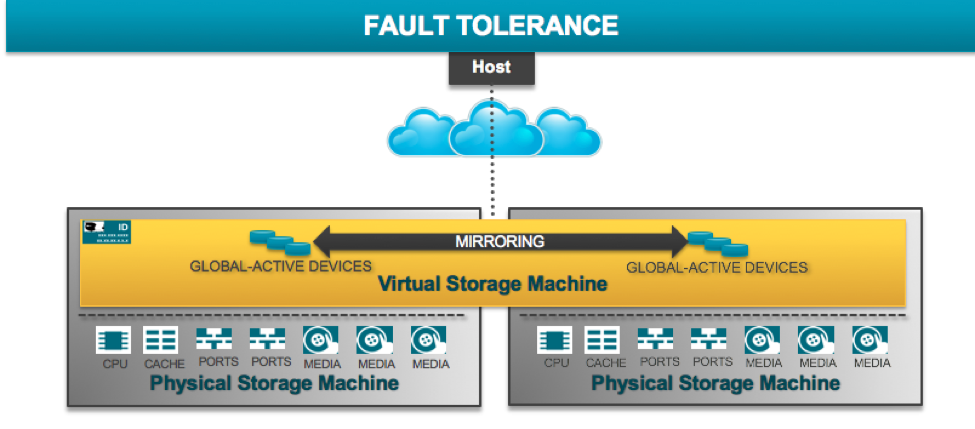 FAULT TOLERANCE
Host
ID
MIRRORING
GLOBAL-ACTIVE DEVICES
GLOBAL-ACTIVE DEVICES
Virtual Storage Machine
CPU CACHE PORTS PORTS MEDIA MEDIA MEDIA
Physical Storage Machine
CPU CACHE PORTS PORTS MEDIA MEDIA MEDIA
Physical Storage Machine